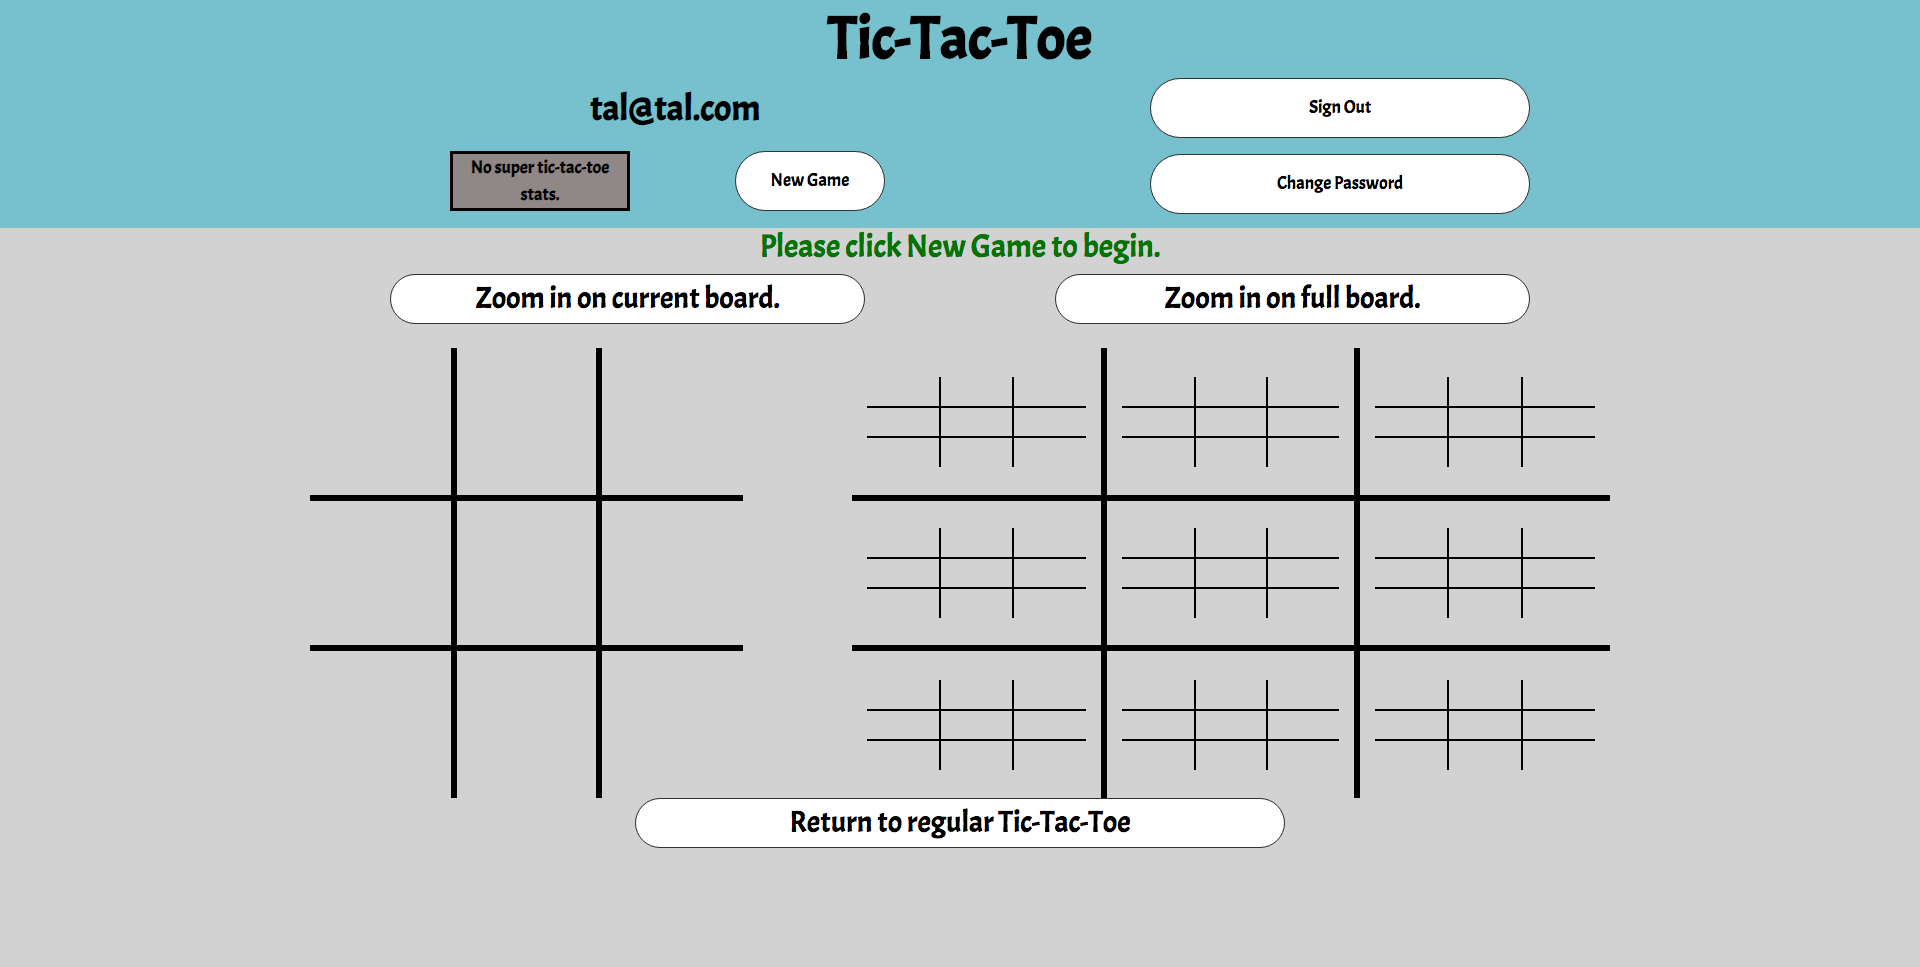 Tic-Tac-Toe
tal@tal.com
Sign Out
No super tic-tac-toe
stats.
New Game
Change Password
Please click New Game to begin.
Zoom in on current board.
Zoom in on full board.
Return to regular Tic-Tac-Toe